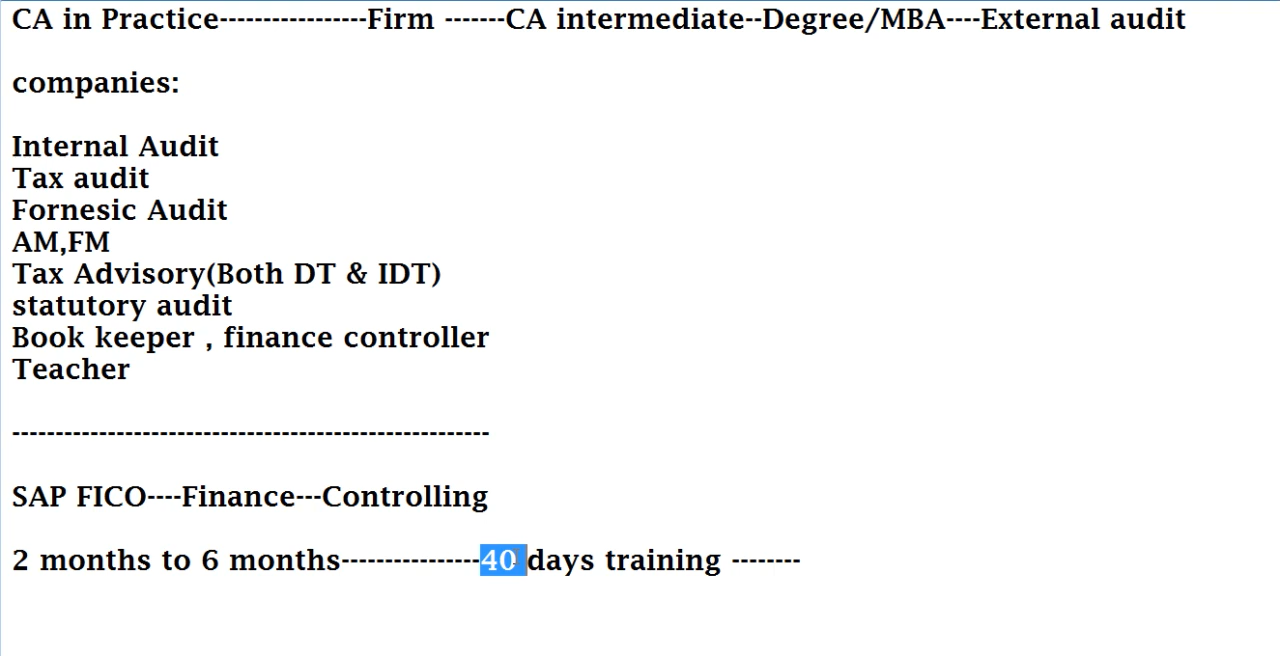 CA in Practice-----------------Firm -------CA intermediate--Degree/MBA----External audit
companies:
Internal Audit
Tax audit
Fornesic Audit
AM,FM
Tax Advisory(Both DT & IDT)
statutory audit
Book keeper , finance controller
Teacher
-------------------------------------------------------
SAP FICO----Finance---Controlling
2 months to 6 months----------------40 days training --------